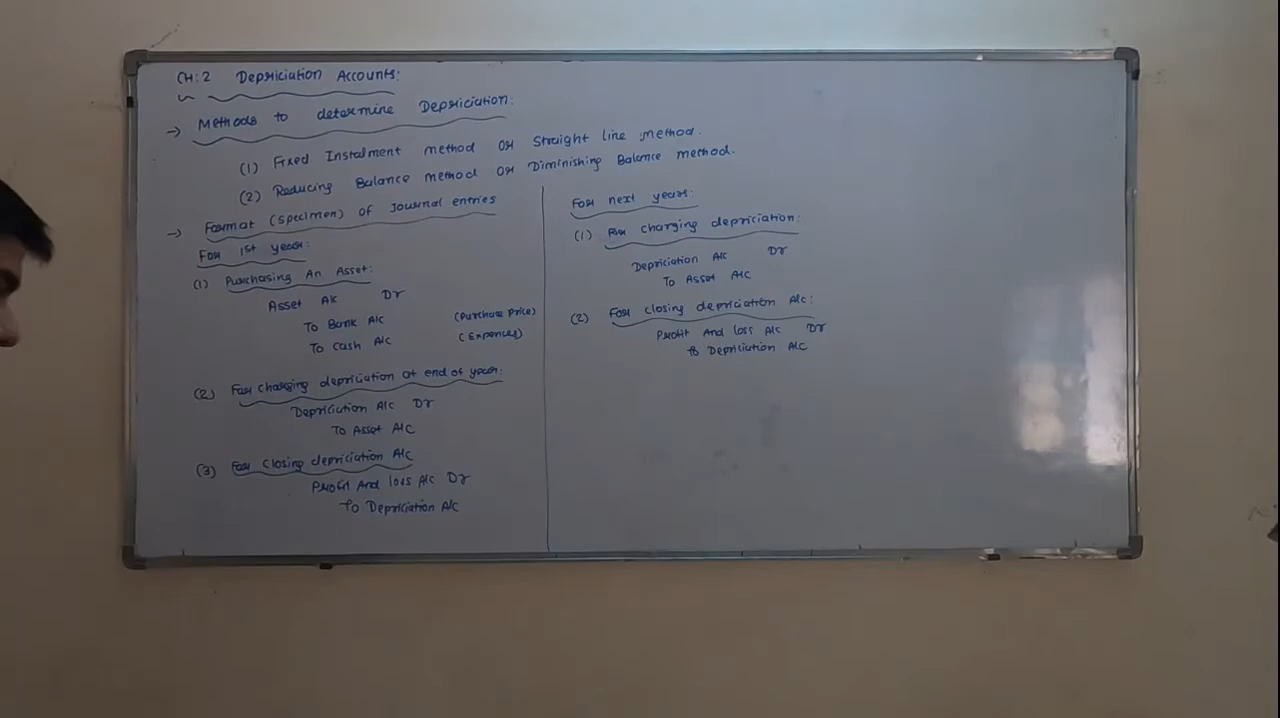 CH:2 Depriciation Accounts:
→ Methods to determine Depriciation:
(1) Fixed Instalment method OR Straight line method.
(2) Reducing Balance method OR Diminishing Balance method.
→ Format (specimen) of Journal entries
For 1st year:
(1) Purchasing An Asset:
Asset A/c Dr
To Bank A/c (Purchase Price)
To Cash A/c (Expences)
(2) For charging depriciation at end of year:
Depriciation A/c Dr
To Asset A/c
(3) For closing depriciation A/c
Profit And loss A/c Dr
To Depriciation A/c
For next years:
(1) For charging depriciation:
Depriciation A/c Dr
To Asset A/c
(2) For closing depriciation A/c:
Profit And loss A/c Dr
To Depriciation A/c